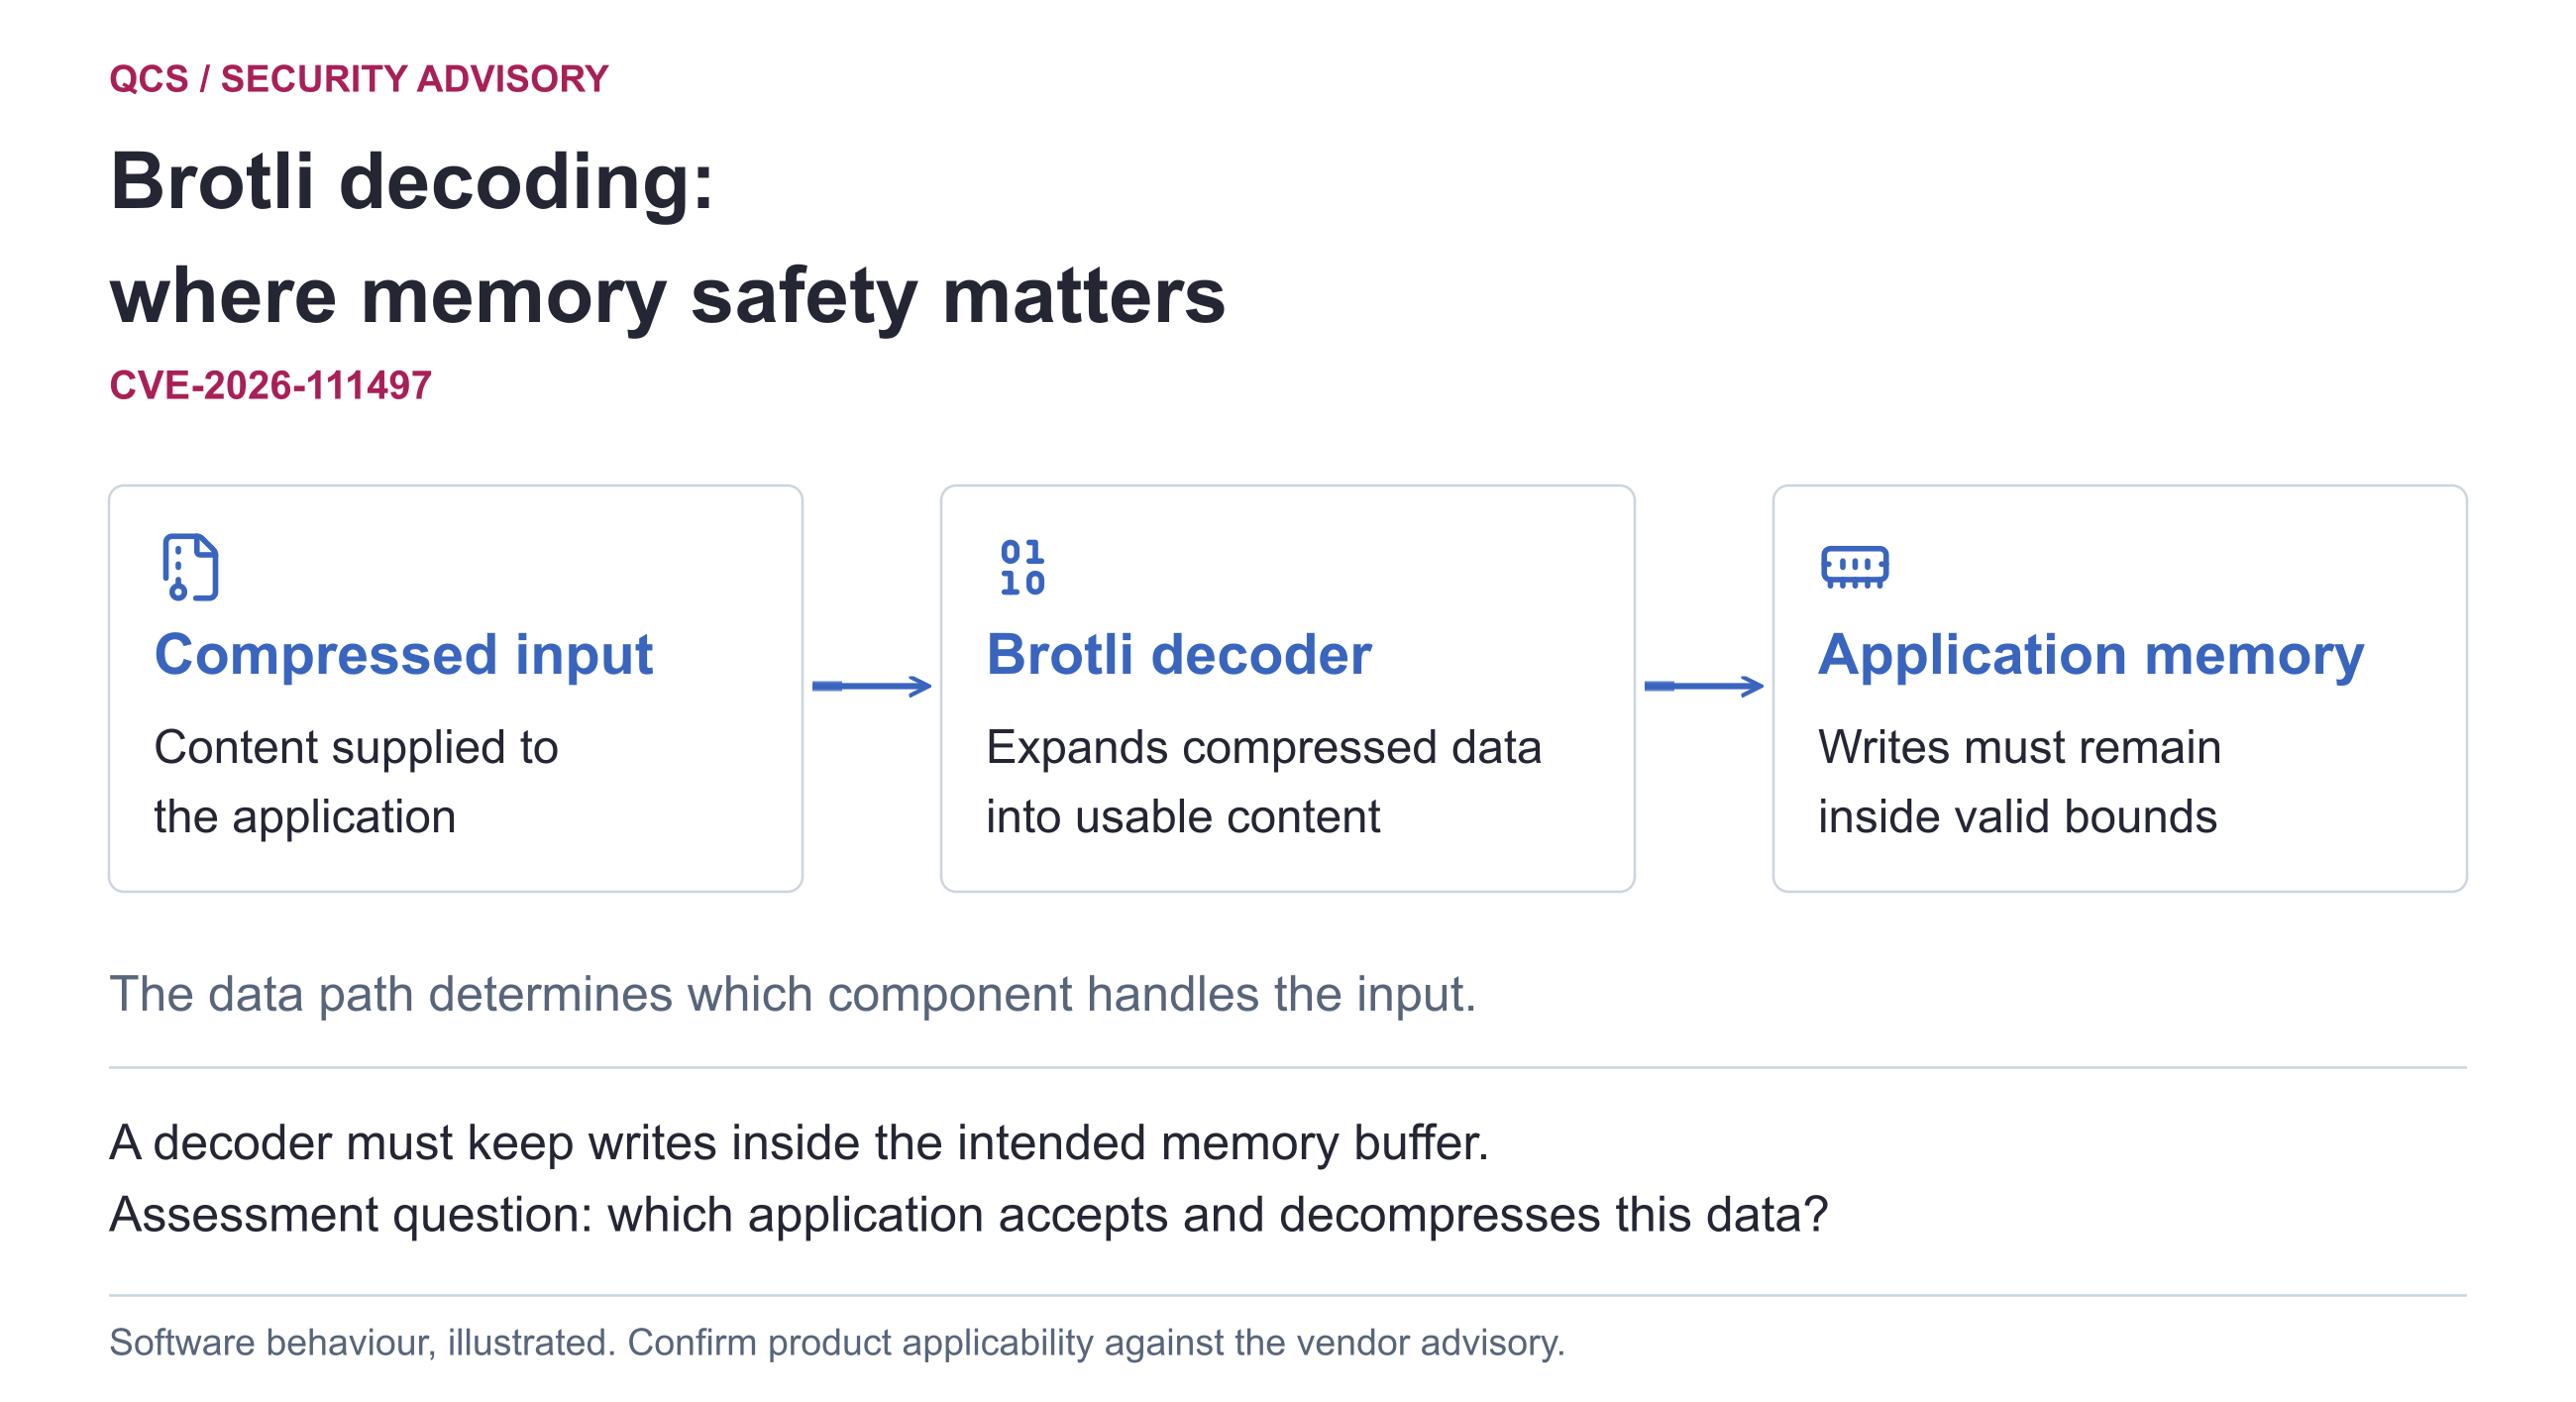 QCS / SECURITY ADVISORY
Brotli decoding:
where memory safety matters
CVE-2026-111497
Compressed input
Content supplied to
the application
01
10
Brotli decoder
Expands compressed data
into usable content
Application memory
Writes must remain
inside valid bounds
The data path determines which component handles the input.
A decoder must keep writes inside the intended memory buffer.
Assessment question: which application accepts and decompresses this data?
Software behaviour, illustrated. Confirm product applicability against the vendor advisory.